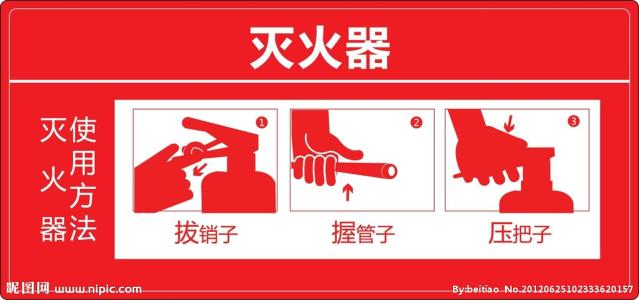 灭火器
灭火器
使用方法
1
拔销子
2
握管子
3
压把子
昵图网 www.nipic.com
By:beitiao No.20120625102333620157